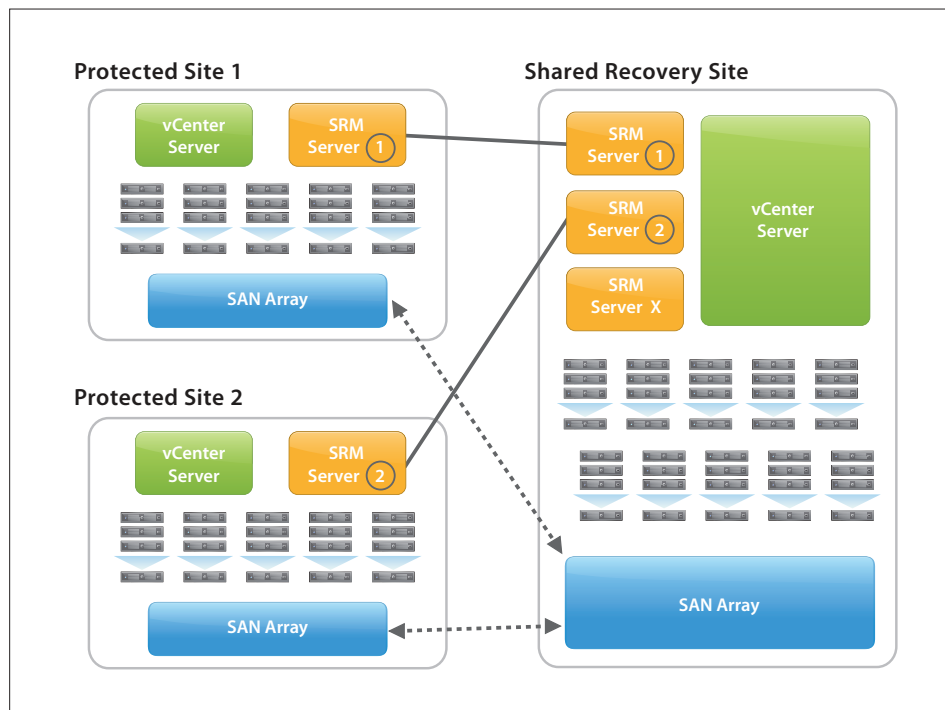 Protected Site 1
vCenter
Server
SRM
Server 1
SAN Array
Protected Site 2
vCenter
Server
SRM
Server 2
SAN Array
Shared Recovery Site
SRM
Server 1
SRM
Server 2
SRM
Server X
vCenter
Server
SAN Array